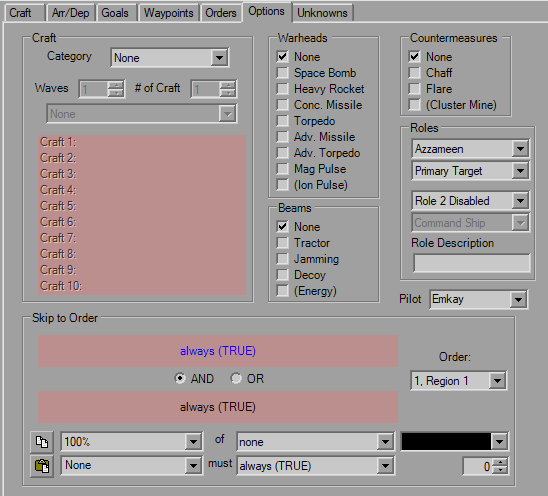 Craft Arr/Dep Goals Waypoints Orders Options Unknowns
Craft
Category None
Waves 1 # of Craft 1
None
Craft 1:
Craft 2:
Craft 3:
Craft 4:
Craft 5:
Craft 6:
Craft 7:
Craft 8:
Craft 9:
Craft 10:
Warheads
None
Space Bomb
Heavy Rocket
Conc. Missile
Torpedo
Adv. Missile
Adv. Torpedo
Mag Pulse
(Ion Pulse)
Beams
None
Tractor
Jamming
Decoy
(Energy)
Countermeasures
None
Chaff
Flare
(Cluster Mine)
Roles
Azzameen
Primary Target
Role 2 Disabled
Command Ship
Role Description
Pilot Emkay
Skip to Order
always (TRUE)
AND OR
always (TRUE)
Order:
1, Region 1
100% of none
None must always (TRUE) 0